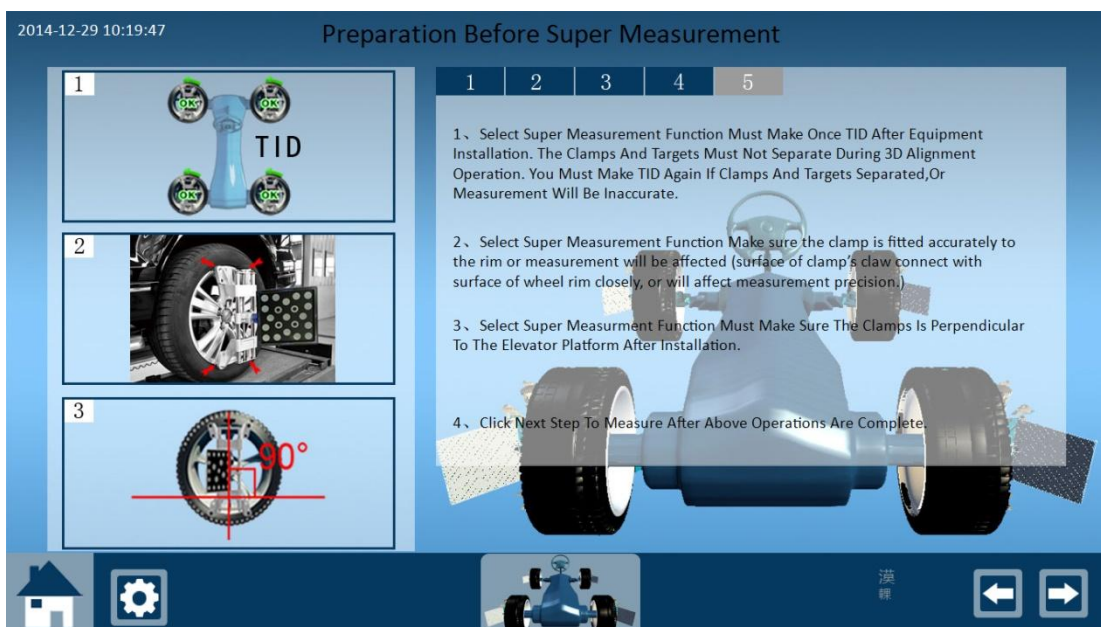 2014-12-29 10:19:47
Preparation Before Super Measurement
1
OK
OK
TID
OK
OK
2
3
90°
1 2 3 4 5
1、Select Super Measurement Function Must Make Once TID After Equipment
Installation. The Clamps And Targets Must Not Separate During 3D Alignment
Operation. You Must Make TID Again If Clamps And Targets Separated,Or
Measurement Will Be Inaccurate.
2、Select Super Measurement Function Make sure the clamp is fitted accurately to
the rim or measurement will be affected (surface of clamp's claw connect with
surface of wheel rim closely, or will affect measurement precision.)
3、Select Super Measurment Function Must Make Sure The Clamps Is Perpendicular
To The Elevator Platform After Installation.
4、Click Next Step To Measure After Above Operations Are Complete.
漠